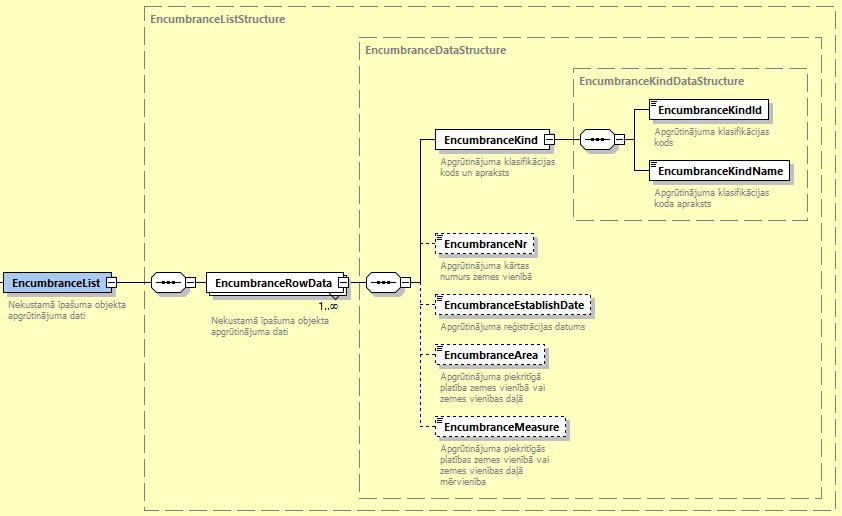 EncumbranceListStructure
EncumbranceDataStructure
EncumbranceKindDataStructure
EncumbranceKindId
Apgrūtinājuma klasifikācijas
kods
EncumbranceKind
Apgrūtinājuma klasifikācijas
kods un apraksts
EncumbranceKindName
Apgrūtinājuma klasifikācijas
koda apraksts
EncumbranceNr
Apgrūtinājuma kārtas
numurs zemes vienībā
EncumbranceList
Nekustamā īpašuma objekta
apgrūtinājuma dati
EncumbranceRowData
1..∞
Nekustamā īpašuma objekta
apgrūtinājuma dati
EncumbranceEstablishDate
Apgrūtinājuma reģistrācijas datums
EncumbranceArea
Apgrūtinājuma piekritīgā
platība zemes vienībā vai
zemes vienības daļā
EncumbranceMeasure
Apgrūtinājuma piekritīgās
platības zemes vienībā vai
zemes vienības daļā
mērvienība